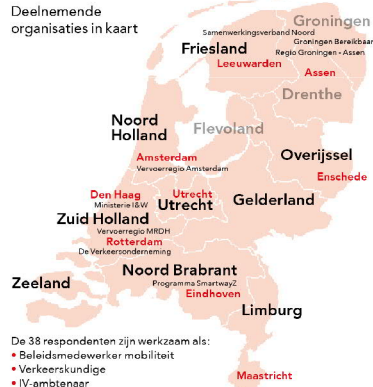 Deelnemende
organisaties in kaart
Groningen
Samenwerkingsverband Noord
Groningen Bereikbaar
Friesland
Regio Groningen - Assen
Leeuwarden
Assen
Drenthe
Noord
Holland
Flevoland
Amsterdam
Vervoerregio Amsterdam
Overijssel
Enschede
Den Haag
Ministerie I&W
Utrecht
Utrecht
Gelderland
Zuid Holland
Vervoerregio MRDH
Rotterdam
De Verkeersonderneming
Noord Brabrant
Programma SmartwayZ
Eindhoven
Zeeland
Limburg
De 38 respondenten zijn werkzaam als:
• Beleidsmedewerker mobiliteit
• Verkeerskundige
• IV-ambtenaar
Maastricht